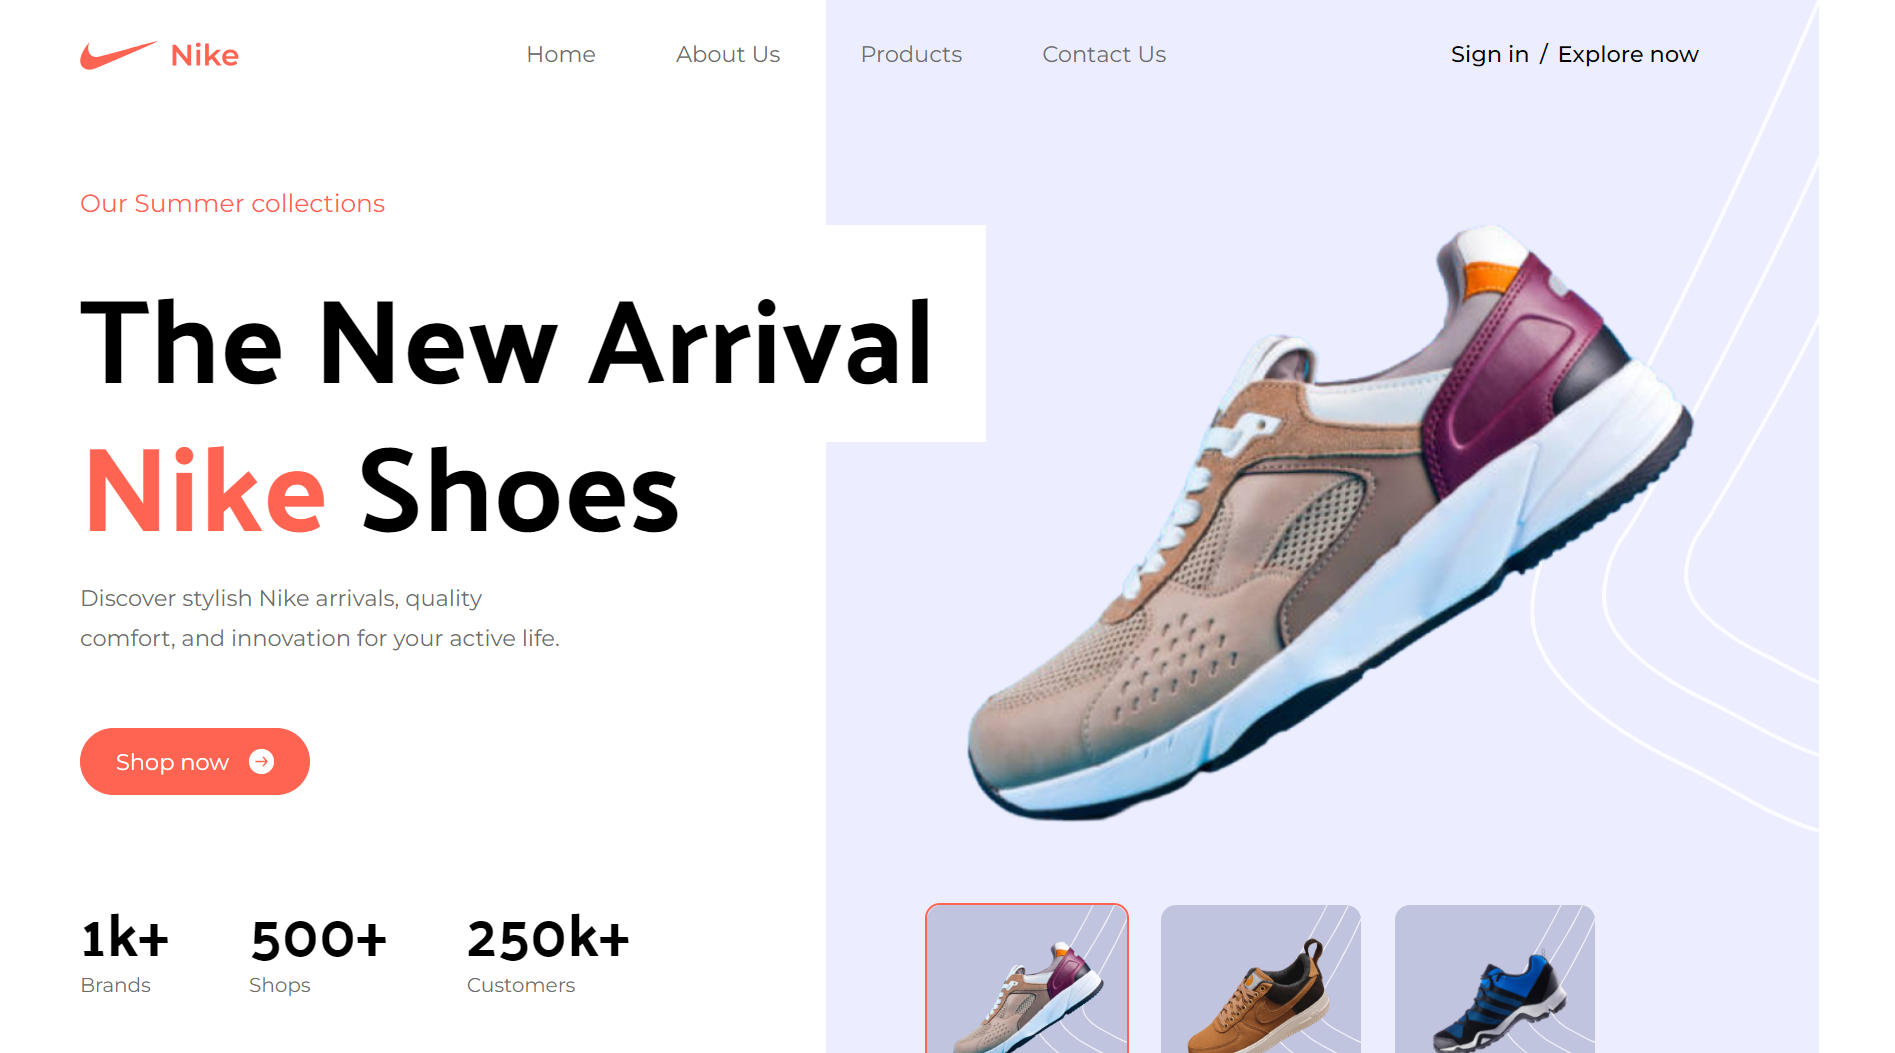 Nike
Home About Us Products Contact Us Sign in / Explore now
Our Summer collections
The New Arrival
Nike Shoes
Discover stylish Nike arrivals, quality
comfort, and innovation for your active life.
Shop now
1k+ 500+ 250k+
Brands Shops Customers